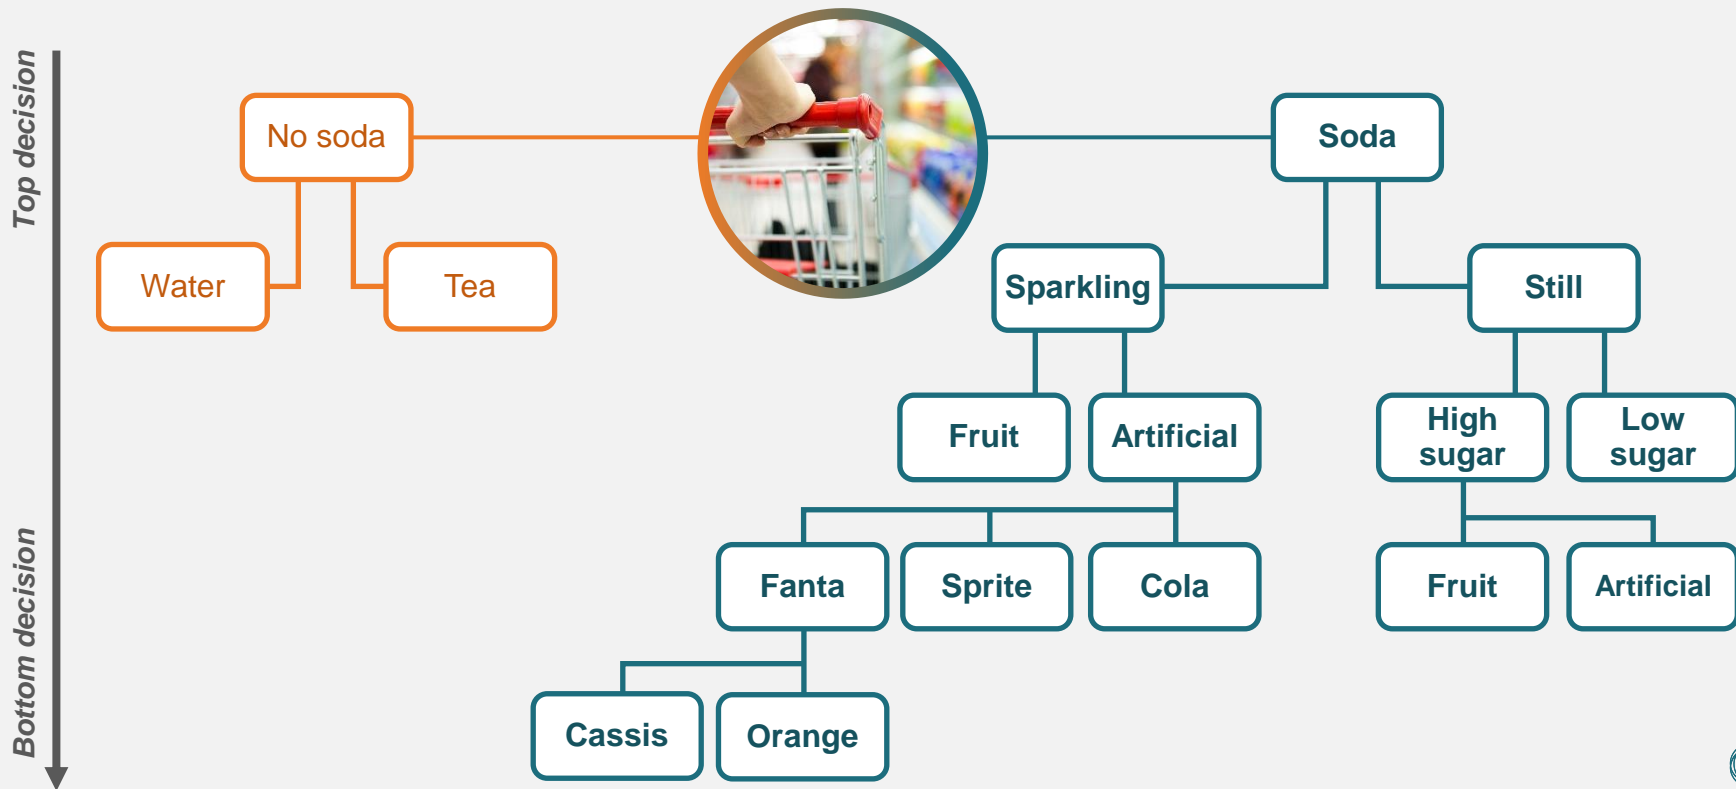 Top decision
Bottom decision
No soda
Soda
Water
Tea
Sparkling
Still
Fruit
Artificial
High
sugar
Low
sugar
Fanta
Sprite
Cola
Fruit
Artificial
Cassis
Orange